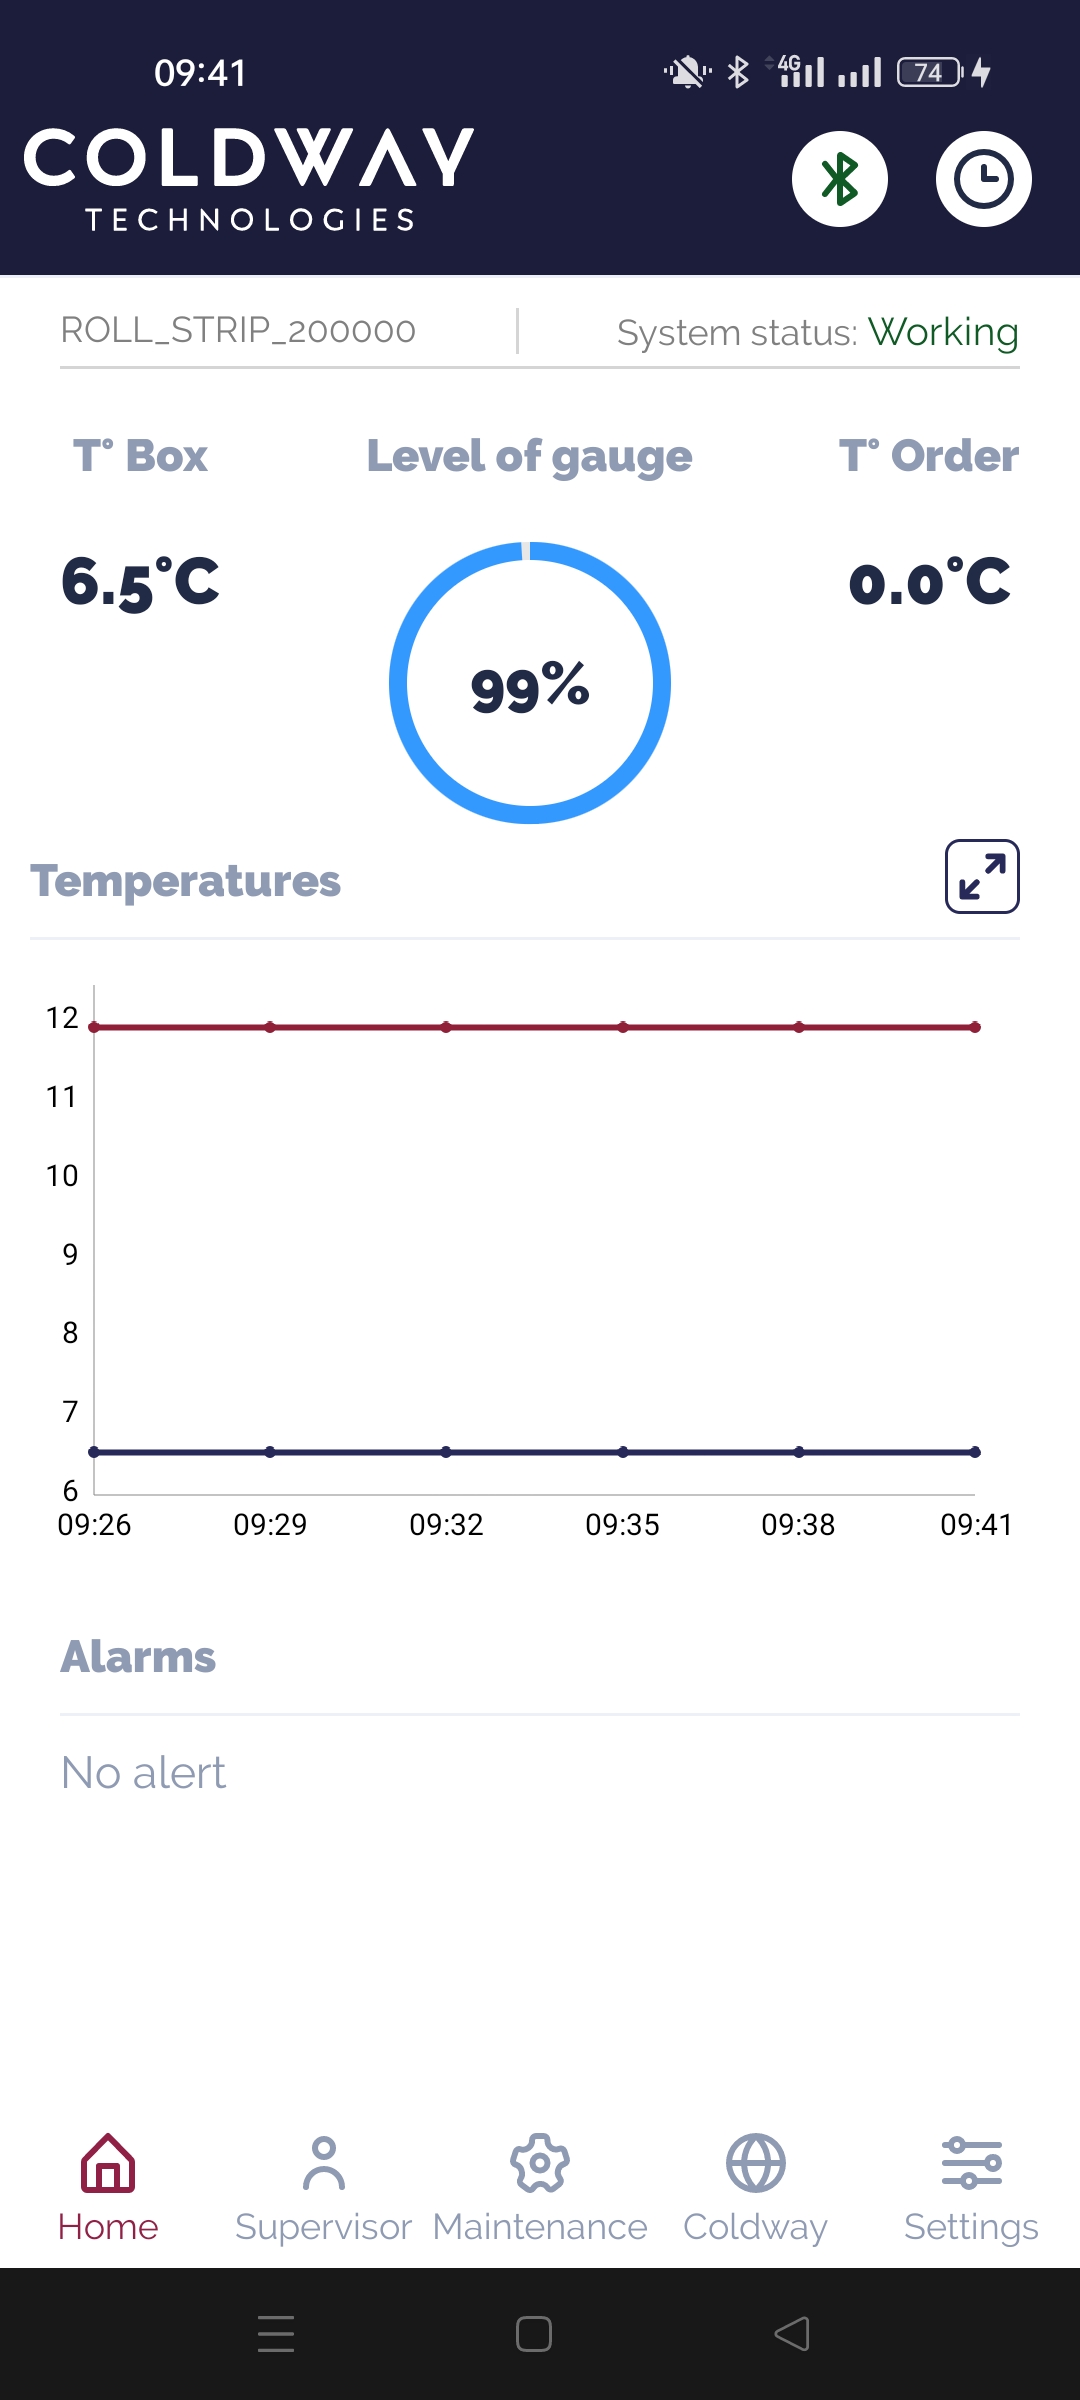 09:41
4G
74
COLDWAY
TECHNOLOGIES
ROLL_STRIP_200000
System status: Working
T° Box
Level of gauge
T° Order
6.5°C
99%
0.0°C
Temperatures
12
11
10
9
8
7
6
09:26 09:29 09:32 09:35 09:38 09:41
Alarms
No alert
Home Supervisor Maintenance Coldway Settings